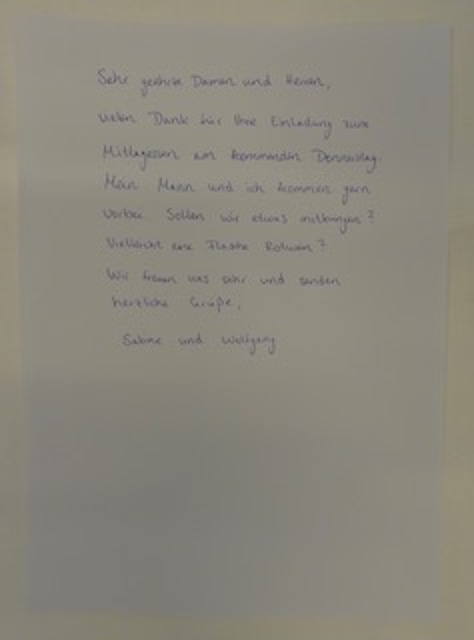 Sehr geehrte Damen und Herren,
vielen Dank für Ihre Einladung zum
Mittagessen am kommenden Donnerstag.
Mein Mann und ich kommen gern
vorbei. Sollen wir etwas mitbringen?
Vielleicht eine Flasche Rotwein?
Wir freuen uns sehr und senden
herzliche Grüße,
Sabine und Wolfgang